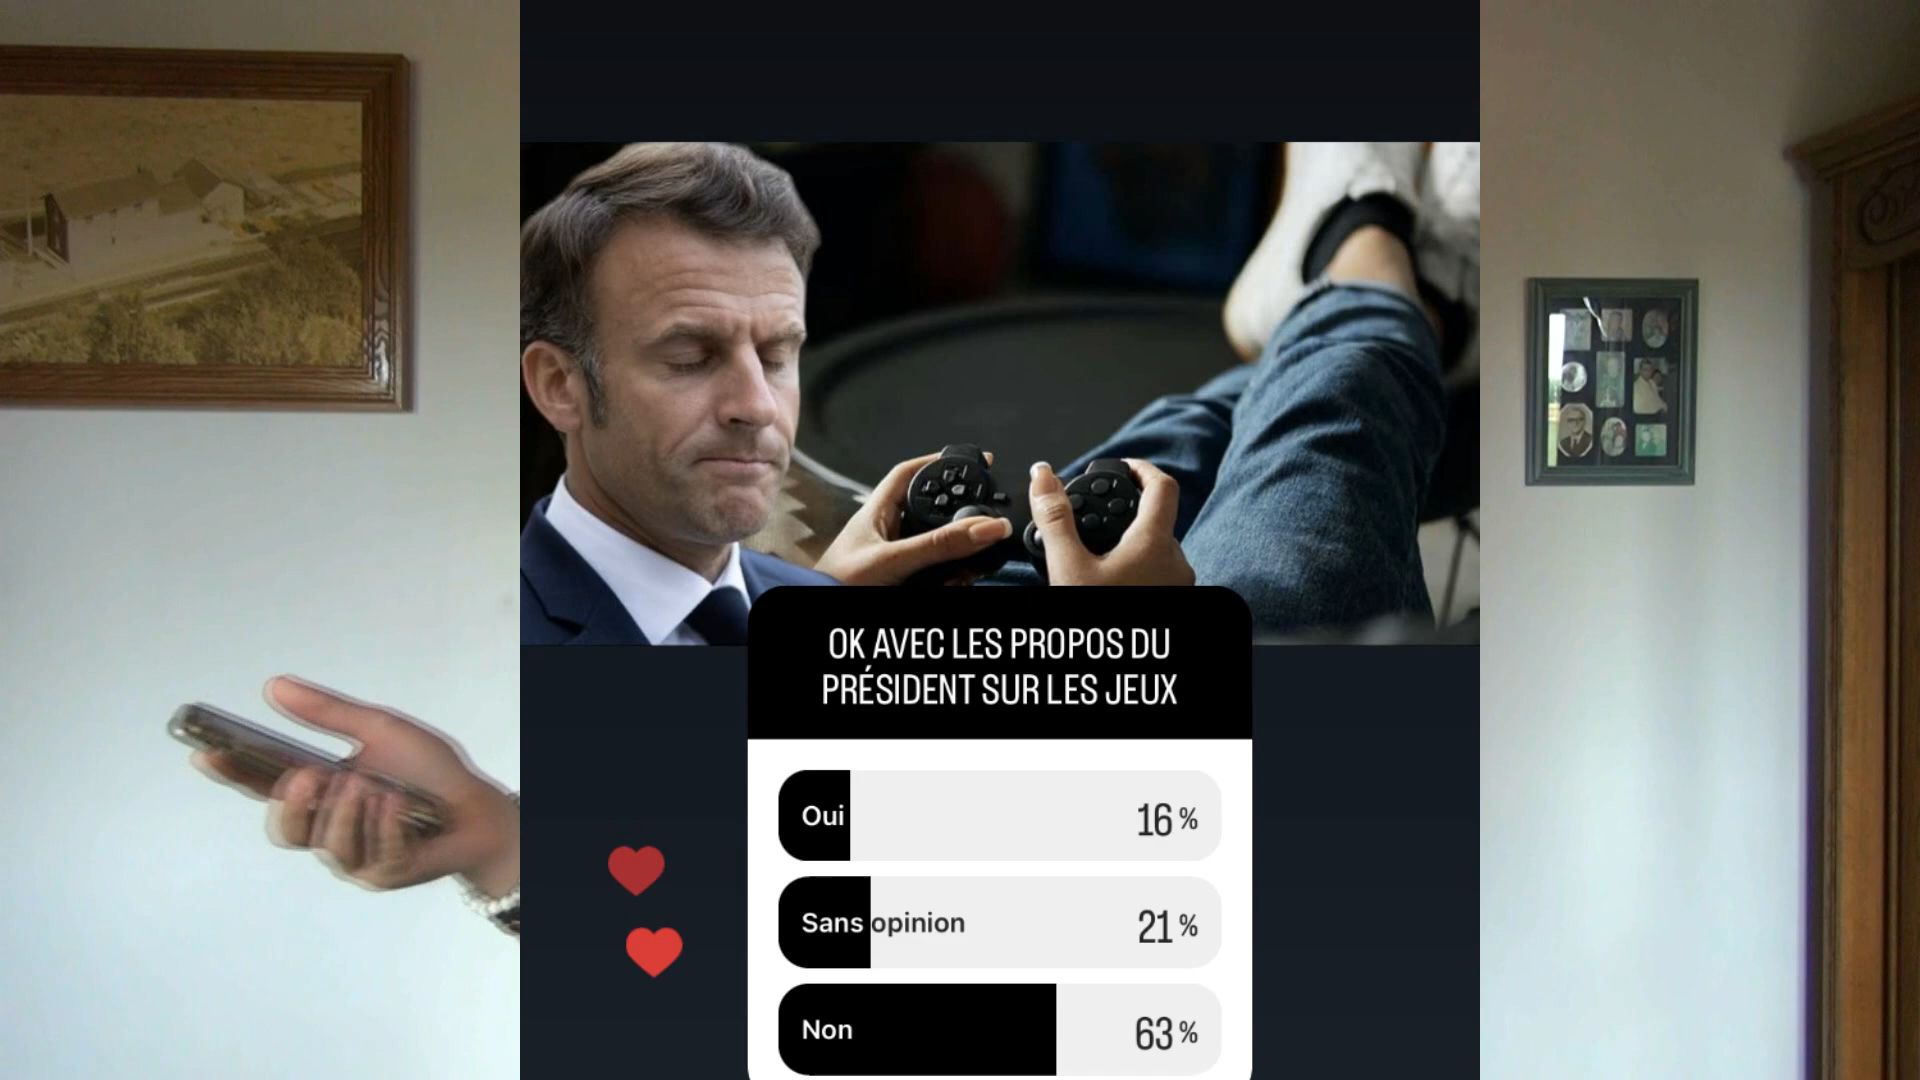 OK AVEC LES PROPOS DU
PRÉSIDENT SUR LES JEUX
Oui 16 %
Sans opinion 21 %
Non 63 %